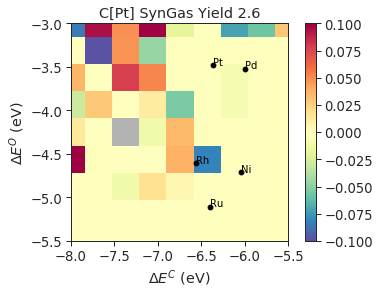 C[Pt] SynGas Yield 2.6
-3.0
-3.5
-4.0
-4.5
-5.0
-5.5
ΔE^O (eV)
-8.0 -7.5 -7.0 -6.5 -6.0 -5.5
ΔE^C (eV)
Pt
Pd
Rh
Ni
Ru
0.100
0.075
0.050
0.025
0.000
−0.025
−0.050
−0.075
−0.100